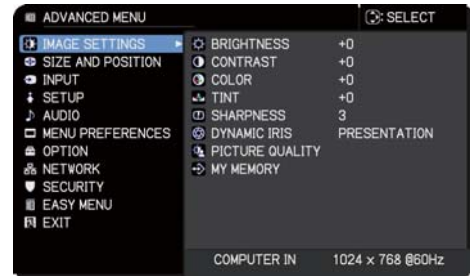 ADVANCED MENU : SELECT
IMAGE SETTINGS BRIGHTNESS +0
SIZE AND POSITION CONTRAST +0
INPUT COLOR +0
SETUP TINT +0
AUDIO SHARPNESS 3
MENU PREFERENCES DYNAMIC IRIS PRESENTATION
OPTION PICTURE QUALITY
NETWORK MY MEMORY
SECURITY
EASY MENU
EXIT
COMPUTER IN 1024 x 768 @60Hz